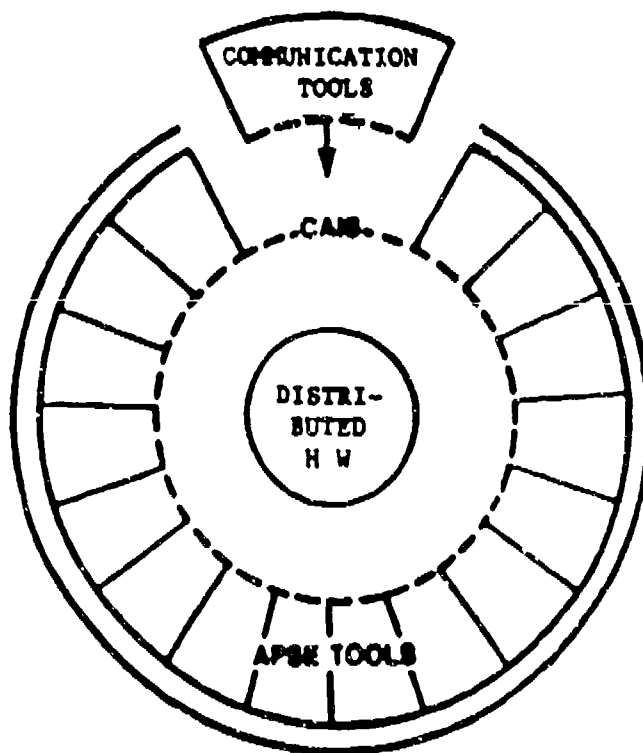 COMMUNICATION
TOOLS
CAIS
DISTRI-
BUTED
H W
APSE TOOLS